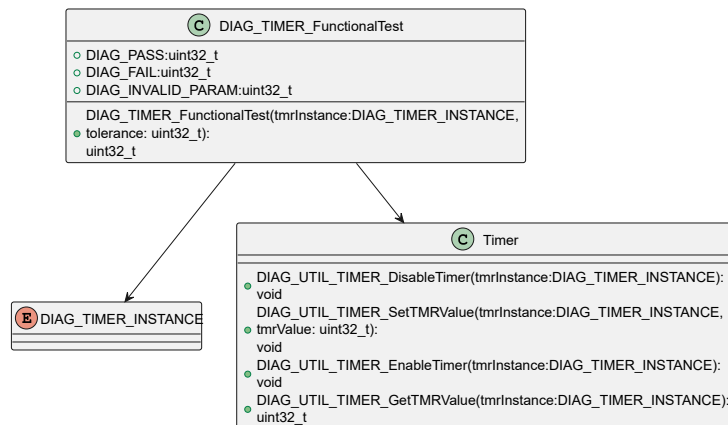 C DIAG_TIMER_FunctionalTest
DIAG_PASS:uint32_t
DIAG_FAIL:uint32_t
DIAG_INVALID_PARAM:uint32_t
DIAG_TIMER_FunctionalTest(tmrInstance:DIAG_TIMER_INSTANCE,
tolerance: uint32_t):
uint32_t
C Timer
DIAG_UTIL_TIMER_DisableTimer(tmrInstance:DIAG_TIMER_INSTANCE):
void
DIAG_UTIL_TIMER_SetTMRValue(tmrInstance:DIAG_TIMER_INSTANCE,
tmrValue: uint32_t):
void
DIAG_UTIL_TIMER_EnableTimer(tmrInstance:DIAG_TIMER_INSTANCE):
void
DIAG_UTIL_TIMER_GetTMRValue(tmrInstance:DIAG_TIMER_INSTANCE):
uint32_t
E DIAG_TIMER_INSTANCE